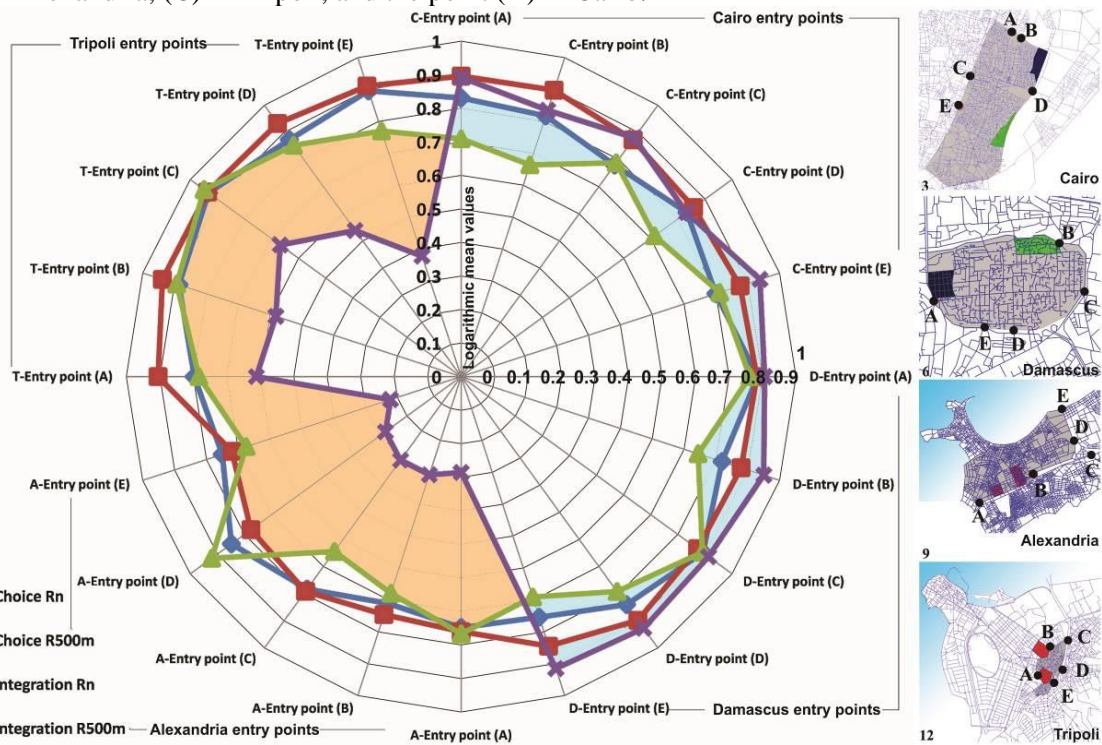 C-Entry point (A)
Tripoli entry points
Cairo entry points
T-Entry point (E)
C-Entry point (B)
T-Entry point (D)
C-Entry point (C)
T-Entry point (C)
C-Entry point (D)
T-Entry point (B)
C-Entry point (E)
T-Entry point (A)
D-Entry point (A)
A-Entry point (E)
D-Entry point (B)
A-Entry point (D)
D-Entry point (C)
A-Entry point (C)
D-Entry point (D)
A-Entry point (B)
D-Entry point (E)
Damascus entry points
A-Entry point (A)
Alexandria entry points
Logarithmic mean values
1
0.9
0.8
0.7
0.6
0.5
0.4
0.3
0.2
0.1
0
0 0.1 0.2 0.3 0.4 0.5 0.6 0.7 0.8 0.9
1
Choice Rn
Choice R500m
Integration R500m
A
B
C
D
E
3
Cairo
B
A
C
E
D
6
Damascus
E
D
C
B
A
9
Alexandria
B
C
A
D
E
12
Tripoli